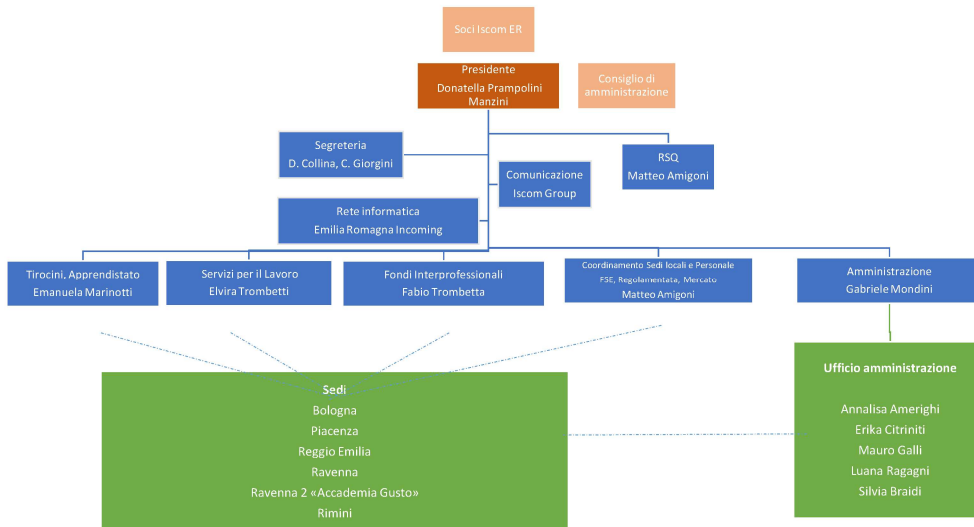 Soci Iscom ER
Presidente
Donatella Prampolini
Manzini
Consiglio di
amministrazione
Segreteria
D. Collina, C. Giorgini
RSQ
Matteo Amigoni
Comunicazione
Iscom Group
Rete informatica
Emilia Romagna Incoming
Tirocini, Apprendistato
Emanuela Marinotti
Servizi per il Lavoro
Elvira Trombetti
Fondi Interprofessionali
Fabio Trombetta
Coordinamento Sedi locali e Personale
FSE, Regolamentata, Mercato
Matteo Amigoni
Amministrazione
Gabriele Mondini
Sedi
Bologna
Piacenza
Reggio Emilia
Ravenna
Ravenna 2 «Accademia Gusto»
Rimini
Ufficio amministrazione
Annalisa Amerighi
Erika Citriniti
Mauro Galli
Luana Ragagni
Silvia Braidi